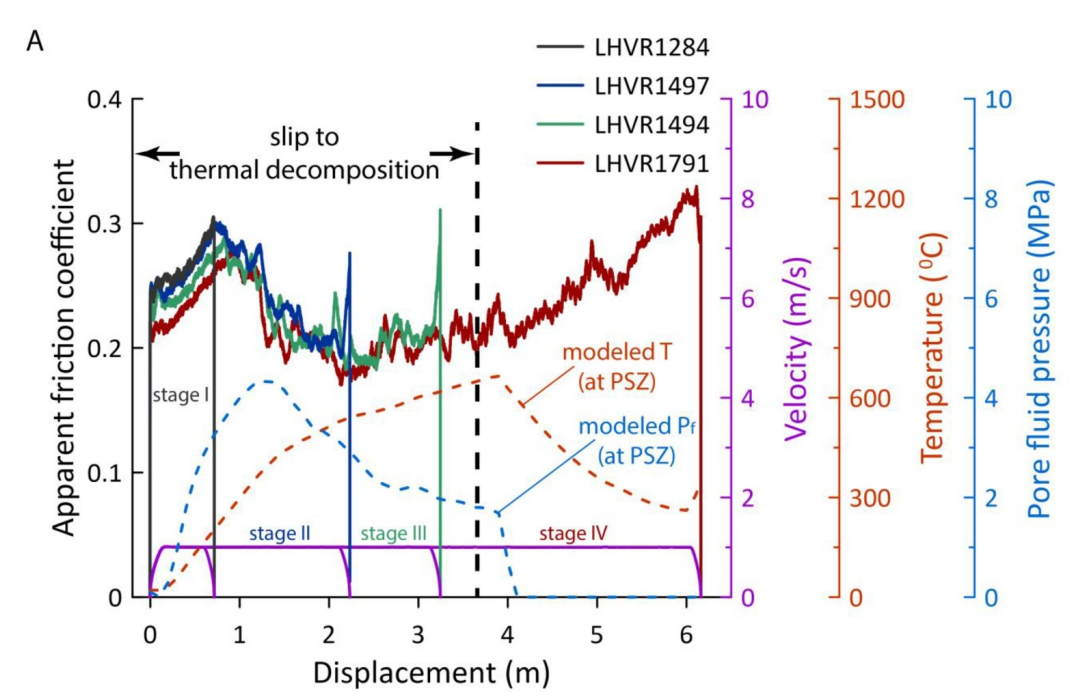 A
LHVR1284
LHVR1497
LHVR1494
LHVR1791
0.4
0.3
0.2
0.1
0
Apparent friction coefficient
slip to
thermal decomposition
stage I
stage II
stage III
stage IV
modeled T
(at PSZ)
modeled Pf
(at PSZ)
0 1 2 3 4 5 6
Displacement (m)
10
8
6
4
2
0
Velocity (m/s)
1500
1200
900
600
300
0
Temperature (⁰C)
10
8
6
4
2
0
Pore fluid pressure (MPa)